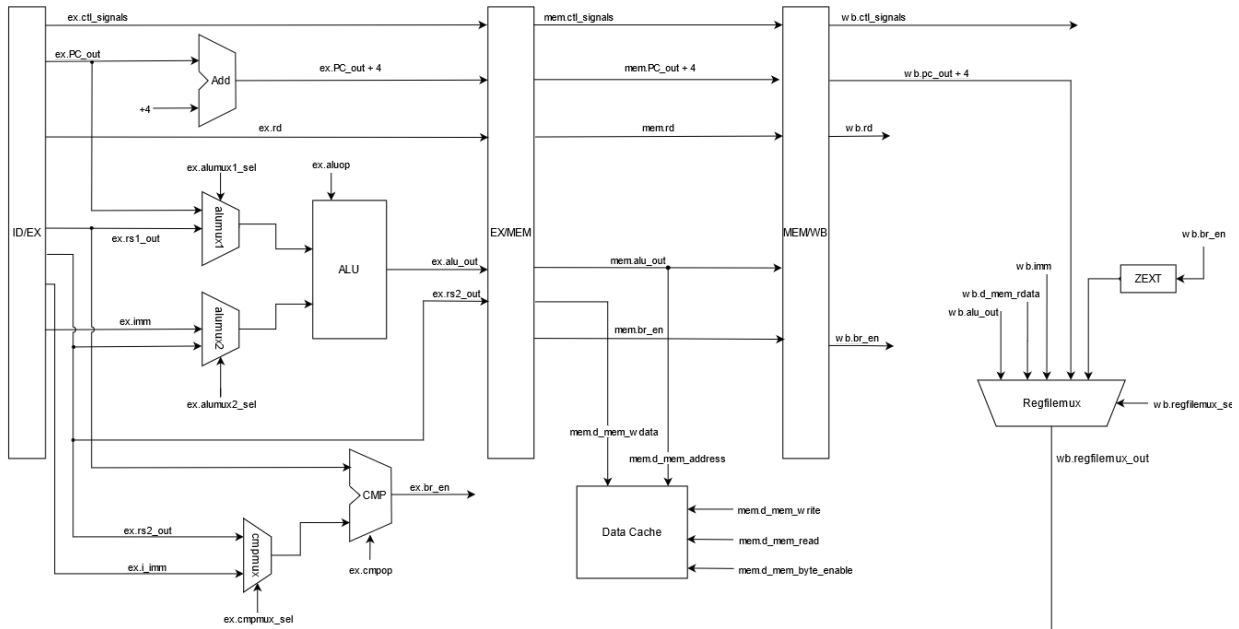 ex.ctl_signals
mem.ctl_signals
wb.ctl_signals
ex.PC_out
Add
ex.PC_out + 4
mem.PC_out + 4
wb.pc_out + 4
+4
ex.rd
mem.rd
wb.rd
ex.alumux1_sel
ex.aluop
alumux1
ID/EX
ex.rs1_out
EX/MEM
MEM/WB
wb.br_en
ALU
ex.alu_out
mem.alu_out
wb.imm
ZEXT
ex.rs2_out
wb.d_mem_rdata
wb.alu_out
ex.imm
alumux2
mem.br_en
wb.br_en
ex.alumux2_sel
Regfilemux
wb.regfilemux_se
mem.d_mem_wdata
mem.d_mem_address
wb.regfilemux_out
CMP
ex.br_en
ex.rs2_out
cmpmux
Data Cache
mem.d_mem_write
mem.d_mem_read
ex.i_imm
ex.cmpop
mem.d_mem_byte_enable
ex.cmpmux_sel